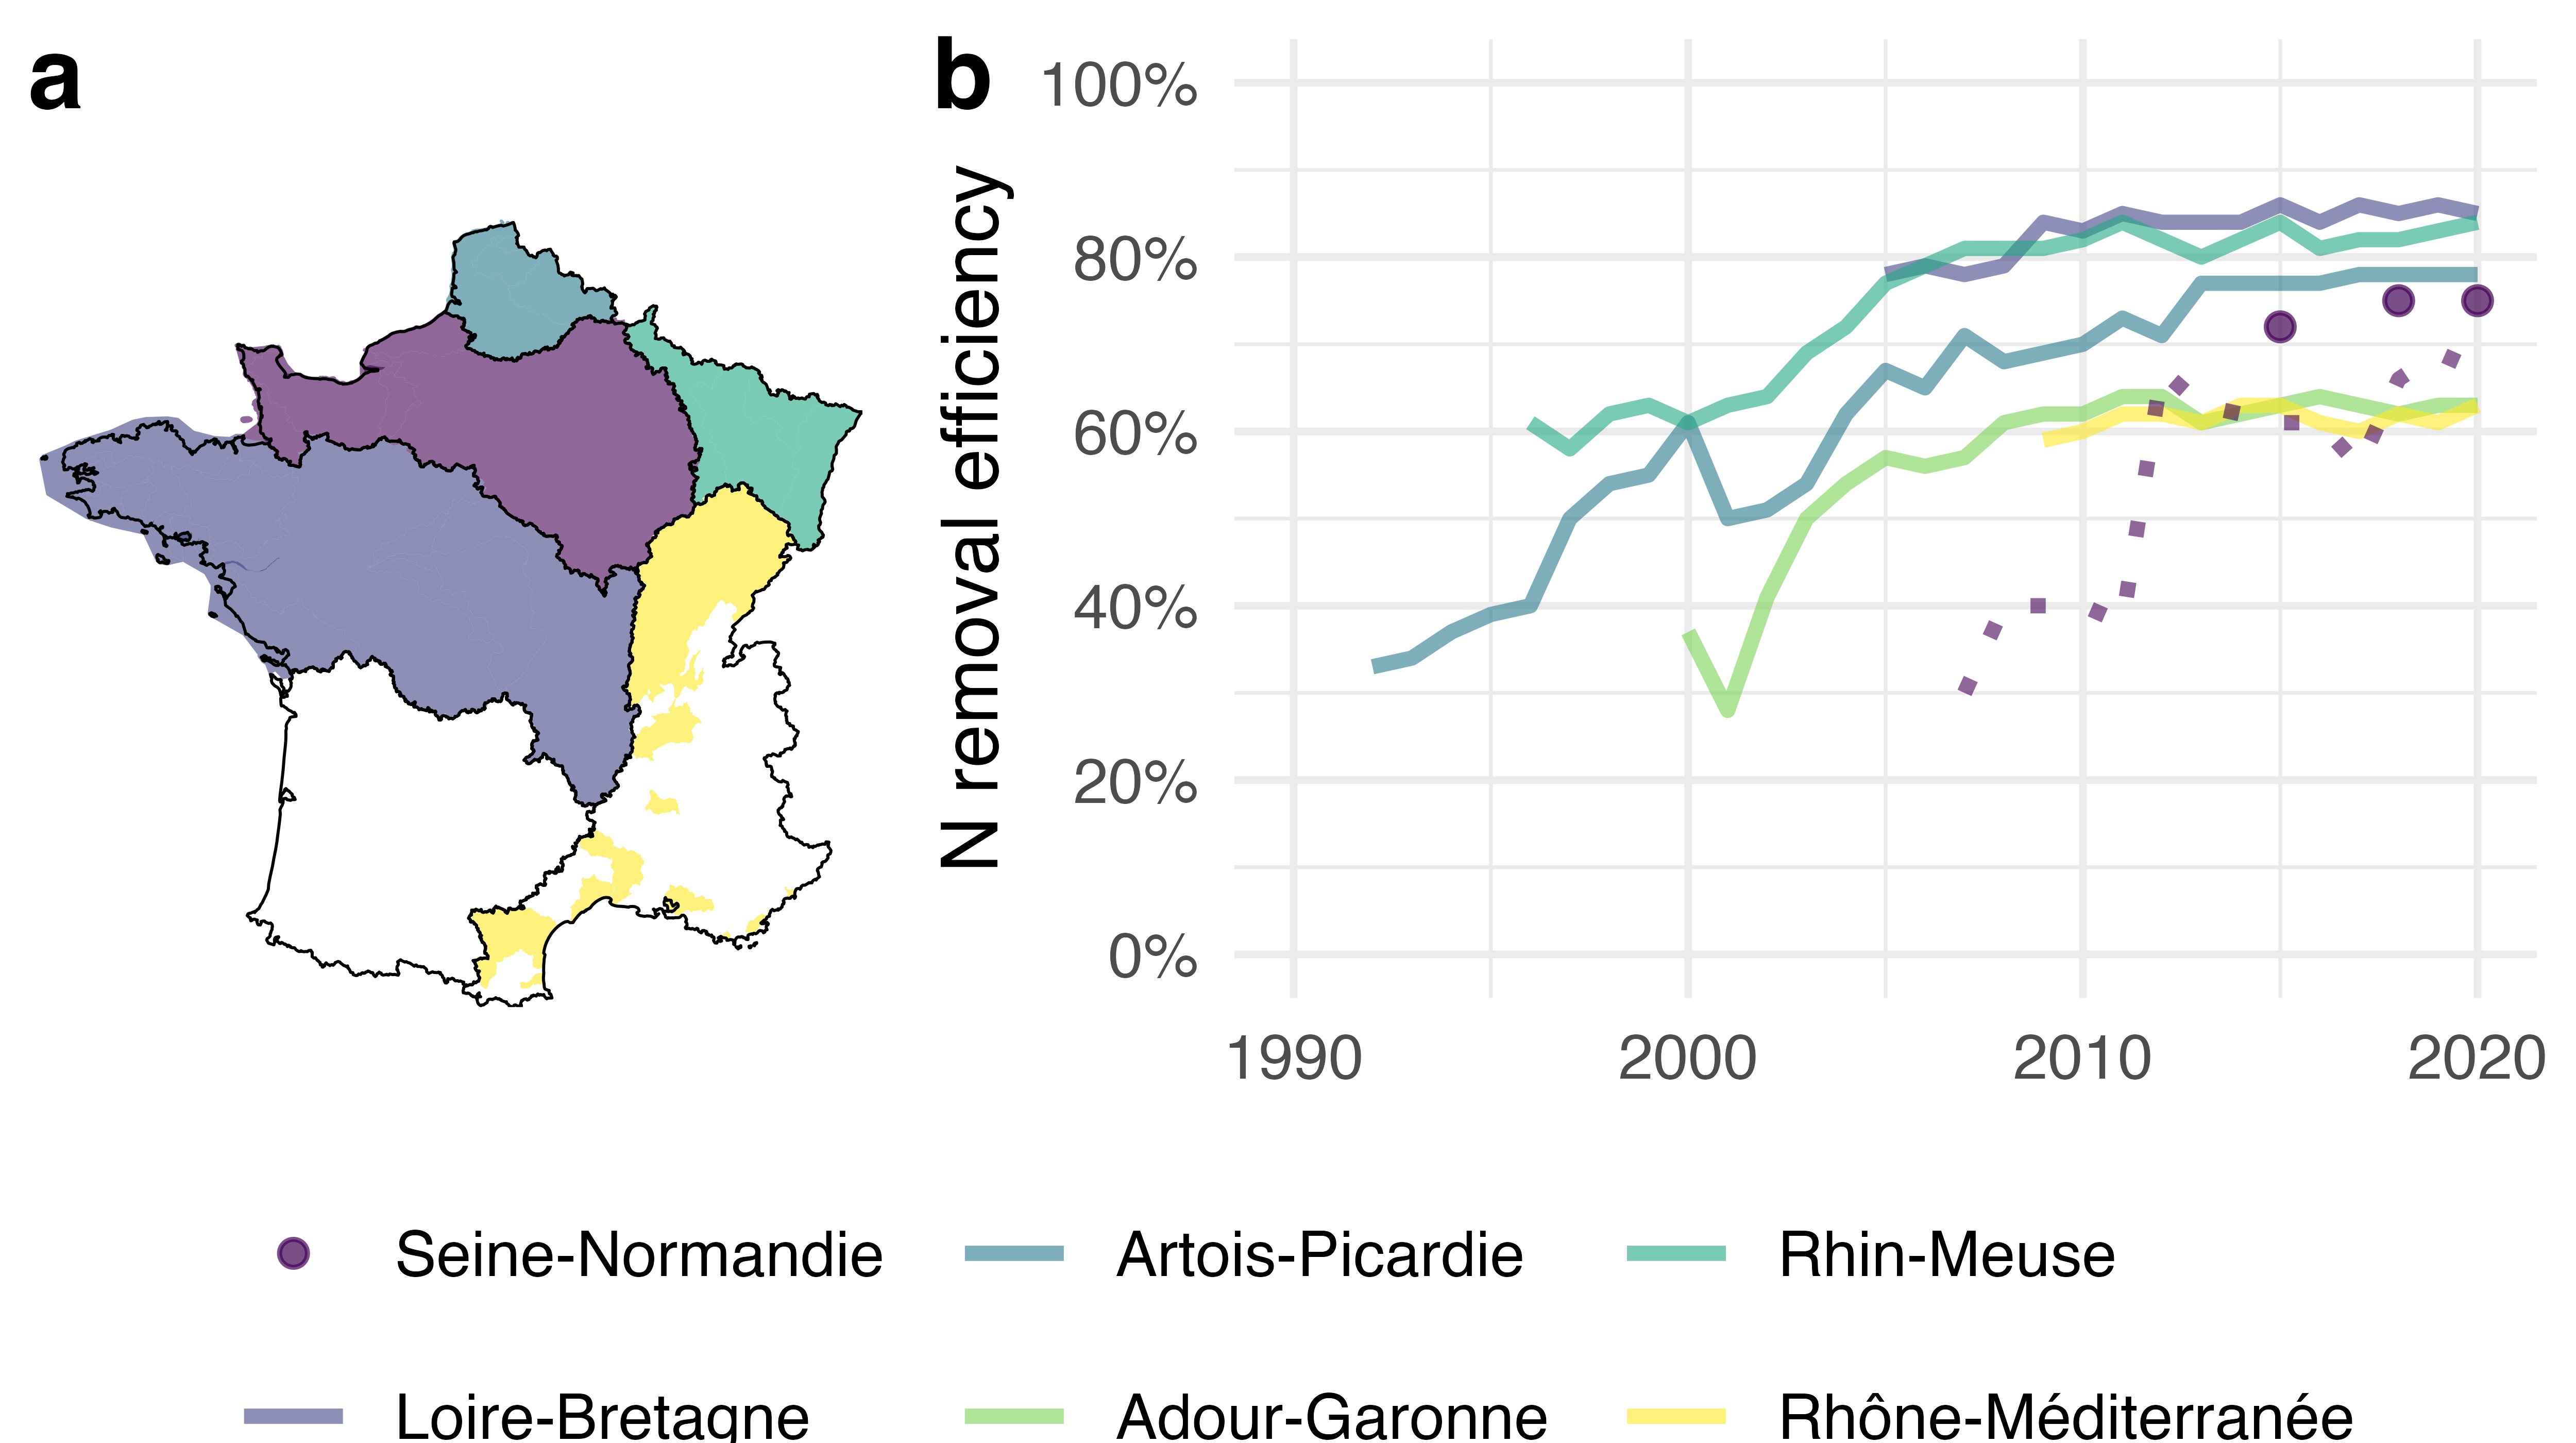 a
b
N removal efficiency
100%
80%
60%
40%
20%
0%
1990 2000 2010 2020
Seine-Normandie Artois-Picardie Rhin-Meuse
Loire-Bretagne Adour-Garonne Rhône-Méditerranée